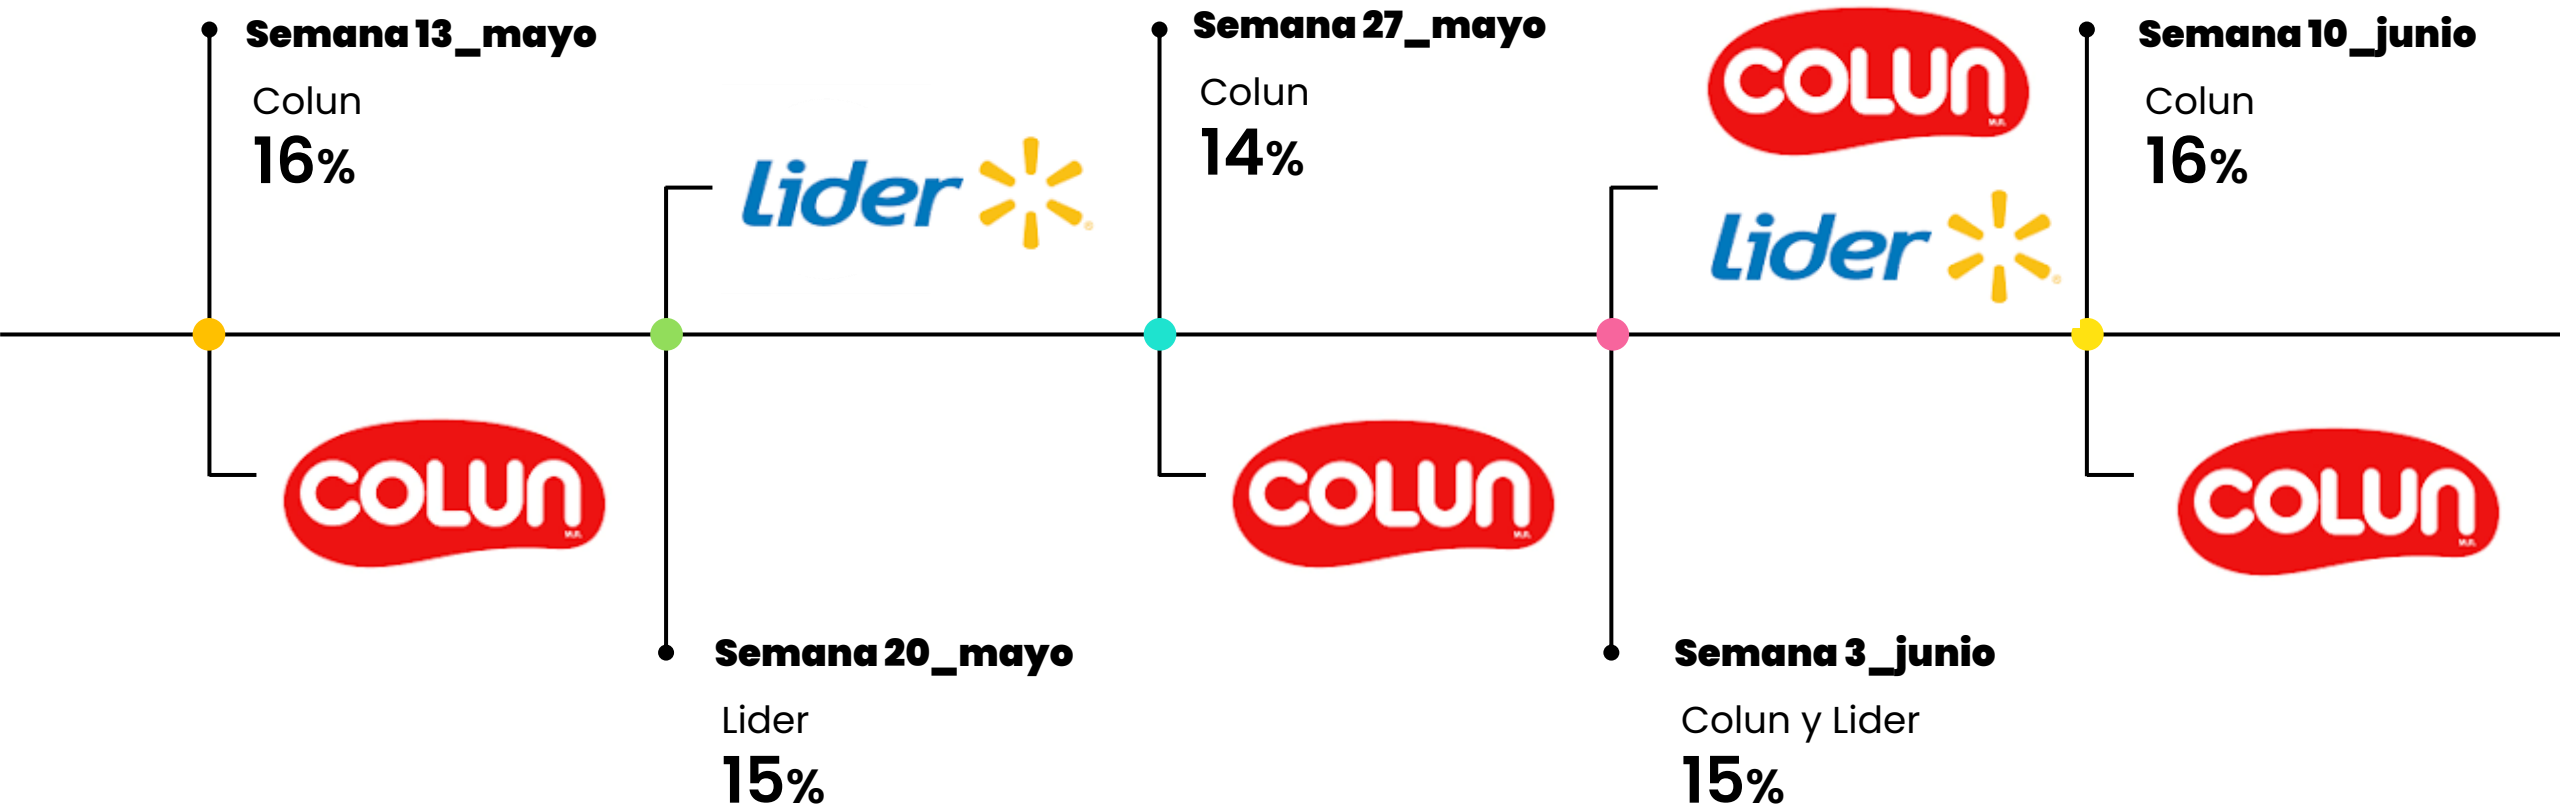 Semana 13_mayo
Colun
16%
COLUN
M.R.
Lider
Semana 20_mayo
Lider
15%
Semana 27_mayo
Colun
14%
COLUN
M.R.
COLUN
M.R.
Lider
Semana 3_junio
Colun y Lider
15%
Semana 10_junio
Colun
16%
COLUN
M.R.